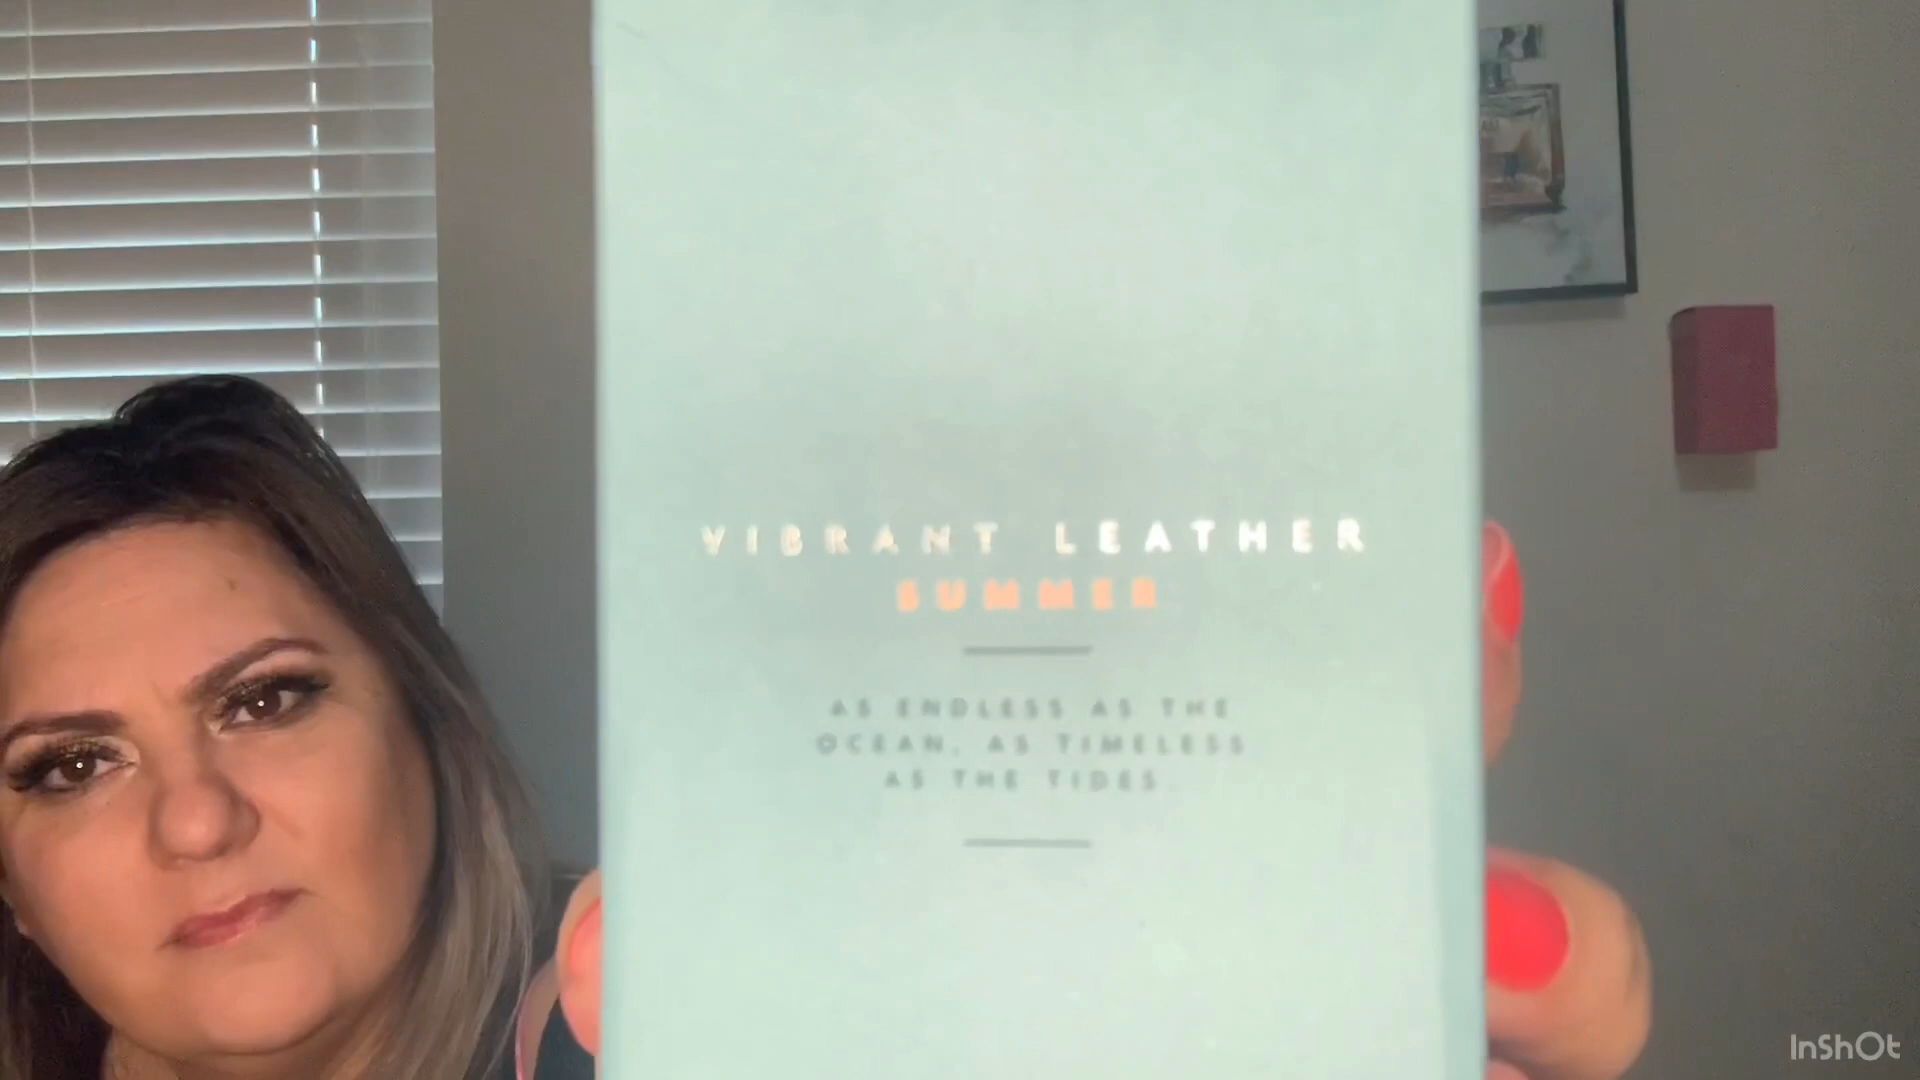 VIBRANT LEATHER
SUMMER
AS ENDLESS AS THE
OCEAN, AS TIMELESS
AS THE TIDES
InShOt